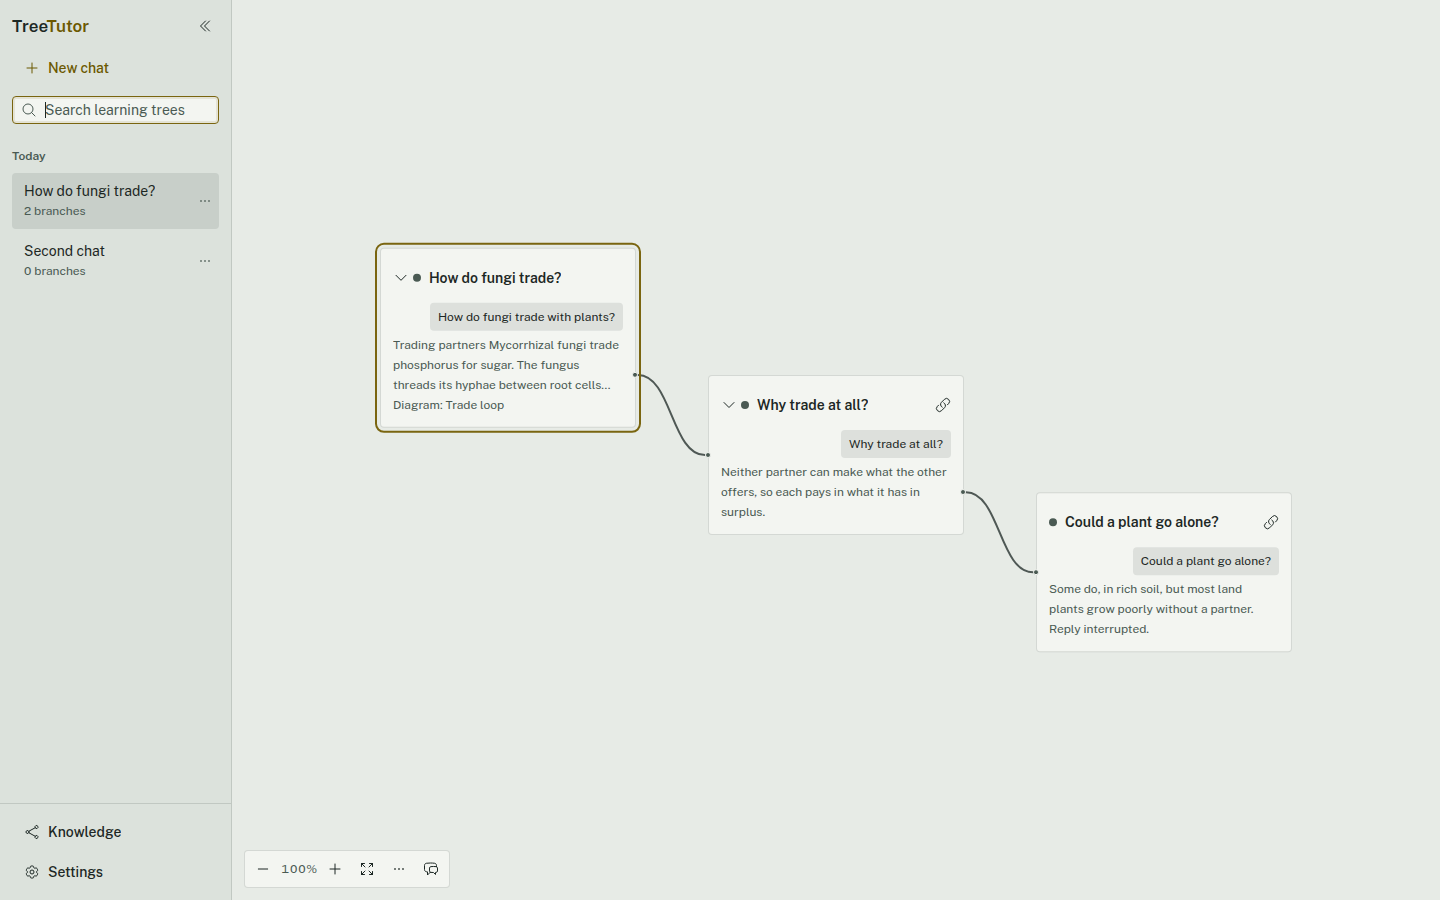 TreeTutor
New chat
Search learning trees
Today
How do fungi trade?
2 branches
Second chat
0 branches
Knowledge
Settings
How do fungi trade?
How do fungi trade with plants?
Trading partners Mycorrhizal fungi trade
phosphorus for sugar. The fungus
threads its hyphae between root cells...
Diagram: Trade loop
Why trade at all?
Why trade at all?
Neither partner can make what the other
offers, so each pays in what it has in
surplus.
Could a plant go alone?
Could a plant go alone?
Some do, in rich soil, but most land
plants grow poorly without a partner.
Reply interrupted.
100%